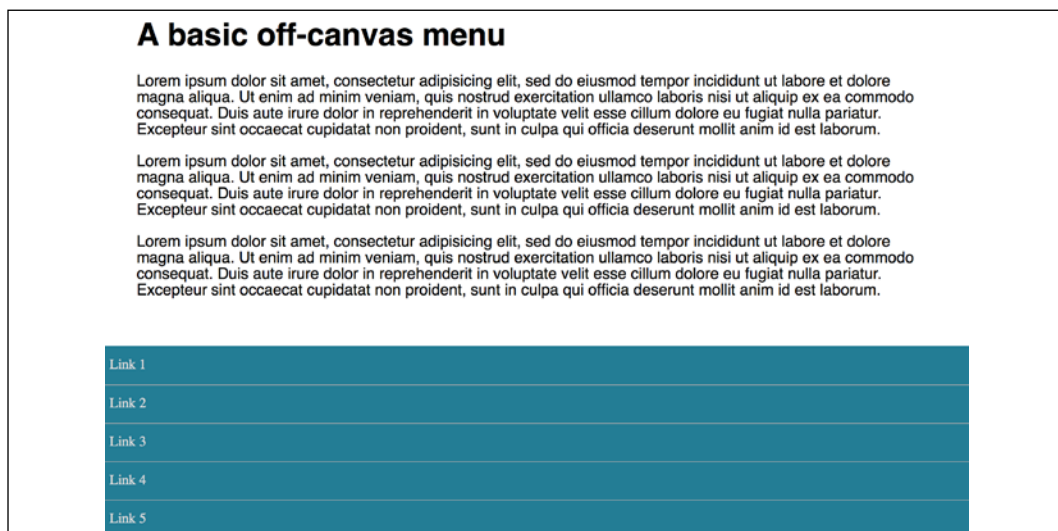 A basic off-canvas menu
Lorem ipsum dolor sit amet, consectetur adipisicing elit, sed do eiusmod tempor incididunt ut labore et dolore
magna aliqua. Ut enim ad minim veniam, quis nostrud exercitation ullamco laboris nisi ut aliquip ex ea commodo
consequat. Duis aute irure dolor in reprehenderit in voluptate velit esse cillum dolore eu fugiat nulla pariatur.
Excepteur sint occaecat cupidatat non proident, sunt in culpa qui officia deserunt mollit anim id est laborum.
Lorem ipsum dolor sit amet, consectetur adipisicing elit, sed do eiusmod tempor incididunt ut labore et dolore
magna aliqua. Ut enim ad minim veniam, quis nostrud exercitation ullamco laboris nisi ut aliquip ex ea commodo
consequat. Duis aute irure dolor in reprehenderit in voluptate velit esse cillum dolore eu fugiat nulla pariatur.
Excepteur sint occaecat cupidatat non proident, sunt in culpa qui officia deserunt mollit anim id est laborum.
Lorem ipsum dolor sit amet, consectetur adipisicing elit, sed do eiusmod tempor incididunt ut labore et dolore
magna aliqua. Ut enim ad minim veniam, quis nostrud exercitation ullamco laboris nisi ut aliquip ex ea commodo
consequat. Duis aute irure dolor in reprehenderit in voluptate velit esse cillum dolore eu fugiat nulla pariatur.
Excepteur sint occaecat cupidatat non proident, sunt in culpa qui officia deserunt mollit anim id est laborum.
Link 1
Link 2
Link 3
Link 4
Link 5